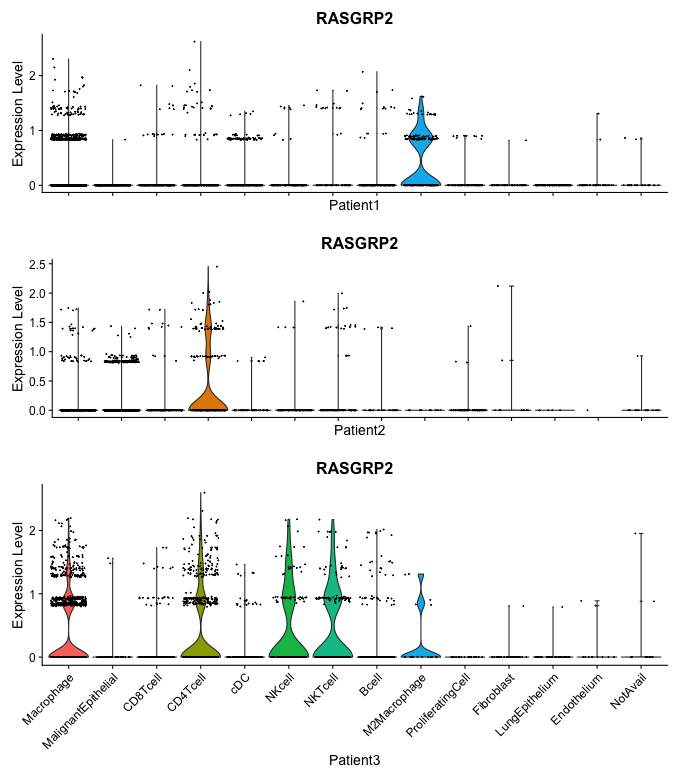 RASGRP2
Expression Level
2
1
0
Patient1
RASGRP2
Expression Level
2.5
2.0
1.5
1.0
0.5
0.0
Patient2
RASGRP2
Expression Level
2
1
0
Macrophage
MalignantEpithelial
CD8Tcell
CD4Tcell
cDC
NKcell
NKTcell
Bcell
M2Macrophage
ProliferatingCell
Fibroblast
LungEpithelium
Endothelium
NotAvail
Patient3